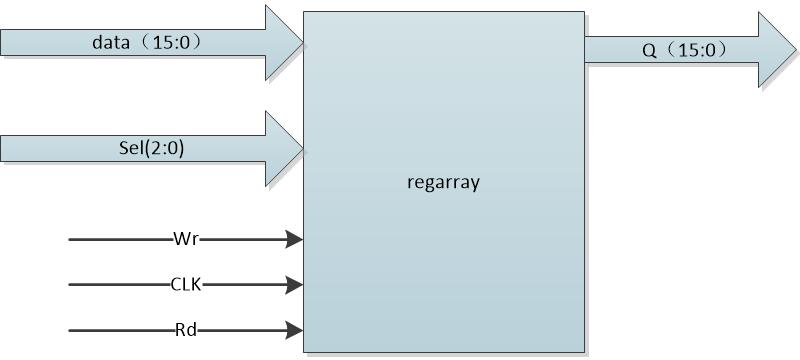 data（15:0）
Q（15:0）
Sel(2:0)
regarray
Wr
CLK
Rd